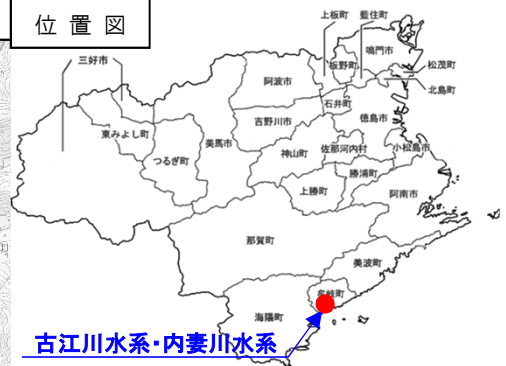 位置図
上板町
藍住町
三好市
鳴門市
板野町
松茂町
阿波市
北島町
石井町
吉野川市
徳島市
東みよし町
美馬市
つるぎ町
神山町
佐那河内村
小松島市
勝浦町
上勝町
阿南市
那賀町
美波町
牟岐町
海陽町
古江川水系・内妻川水系